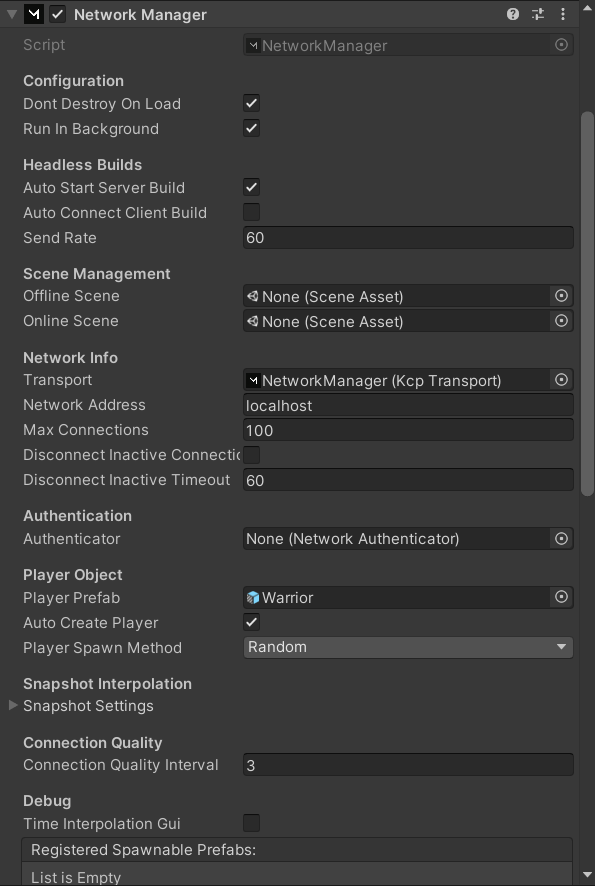 Network Manager
Script NetworkManager
Configuration
Dont Destroy On Load
Run In Background
Headless Builds
Auto Start Server Build
Auto Connect Client Build
Send Rate 60
Scene Management
Offline Scene None (Scene Asset)
Online Scene None (Scene Asset)
Network Info
Transport NetworkManager (Kcp Transport)
Network Address localhost
Max Connections 100
Disconnect Inactive Connectic
Disconnect Inactive Timeout 60
Authentication
Authenticator None (Network Authenticator)
Player Object
Player Prefab Warrior
Auto Create Player
Player Spawn Method Random
Snapshot Interpolation
Snapshot Settings
Connection Quality
Connection Quality Interval 3
Debug
Time Interpolation Gui
Registered Spawnable Prefabs:
List is Empty